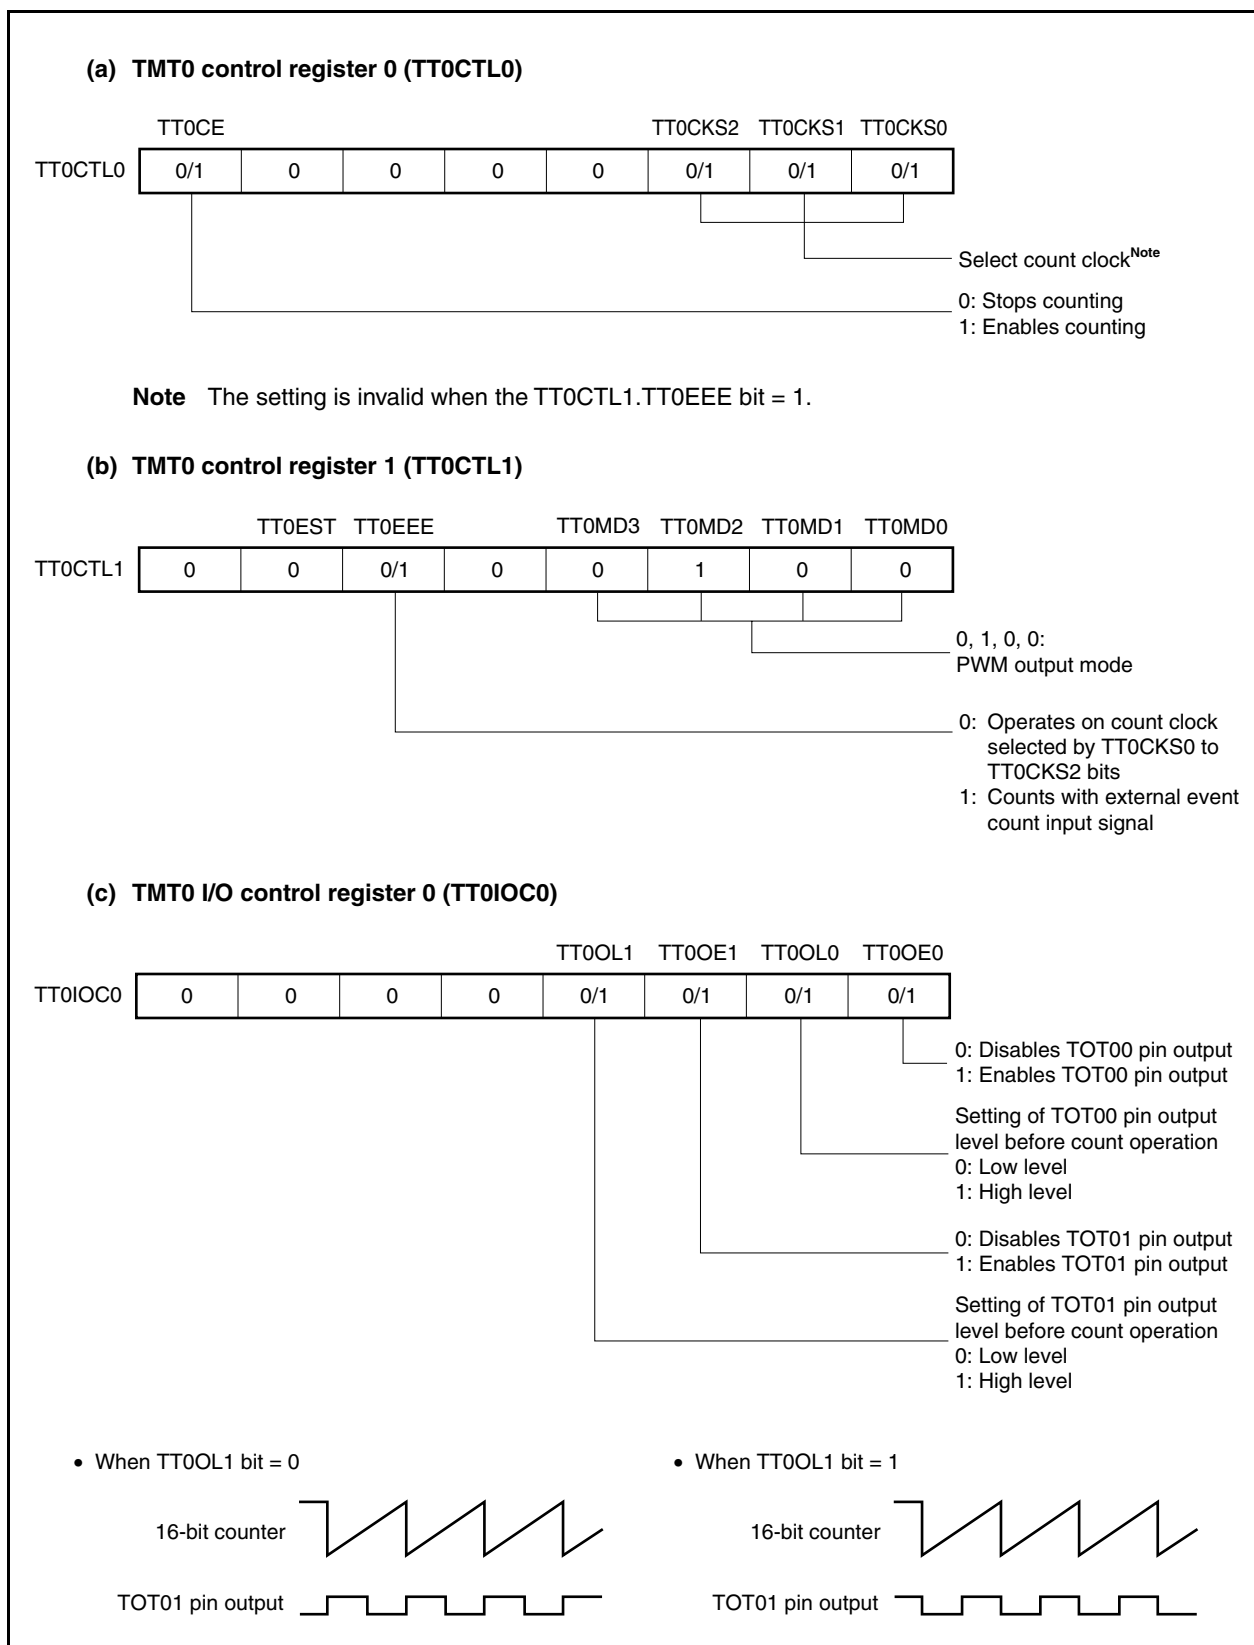 (a) TMT0 control register 0 (TT0CTL0)
TT0CE TT0CKS2 TT0CKS1 TT0CKS0
TT0CTL0 0/1 0 0 0 0 0/1 0/1 0/1
Select count clockNote
0: Stops counting
1: Enables counting
Note The setting is invalid when the TT0CTL1.TT0EEE bit = 1.
(b) TMT0 control register 1 (TT0CTL1)
TT0EST TT0EEE TT0MD3 TT0MD2 TT0MD1 TT0MD0
TT0CTL1 0 0 0/1 0 0 1 0 0
0, 1, 0, 0:
PWM output mode
0: Operates on count clock
selected by TT0CKS0 to
TT0CKS2 bits
1: Counts with external event
count input signal
(c) TMT0 I/O control register 0 (TT0IOC0)
TT0OL1 TT0OE1 TT0OL0 TT0OE0
TT0IOC0 0 0 0 0 0/1 0/1 0/1 0/1
0: Disables TOT00 pin output
1: Enables TOT00 pin output
Setting of TOT00 pin output
level before count operation
0: Low level
1: High level
0: Disables TOT01 pin output
1: Enables TOT01 pin output
Setting of TOT01 pin output
level before count operation
0: Low level
1: High level
• When TT0OL1 bit = 0
16-bit counter
TOT01 pin output
• When TT0OL1 bit = 1
16-bit counter
TOT01 pin output